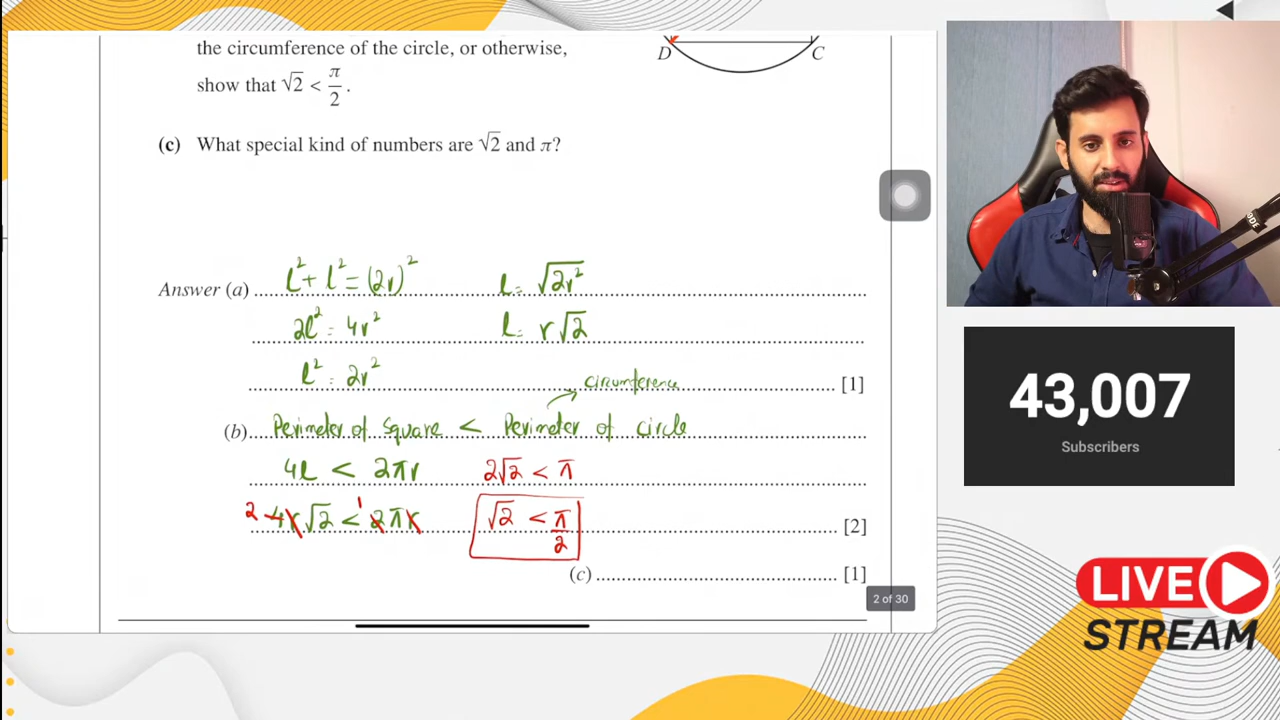 the circumference of the circle, or otherwise,
show that √2 < π/2 .
D C
(c) What special kind of numbers are √2 and π?
Answer (a) l² + l² = (2r)² l = √2r²
2l² = 4r² l = r√2
l² = 2r² [1]
circumference
(b) Perimeter of square < Perimeter of circle
4l < 2πr 2√2 < π
2 4r√2 < 1 2πr √2 < π/2 [2]
(c) [1]
2 of 30
43,007
Subscribers
LIVE
STREAM